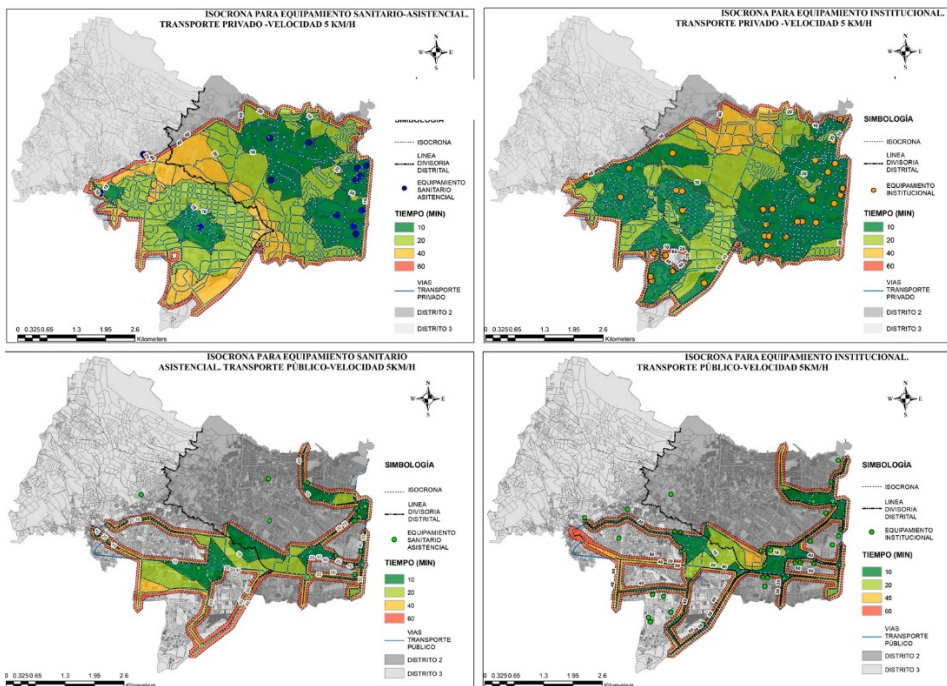 ISOCRONA PARA EQUIPAMIENTO SANITARIO-ASISTENCIAL.
TRANSPORTE PRIVADO -VELOCIDAD 5 KM/H
N
W
E
S
SIMBOLOGÍA
ISOCRONA
LINEA
DIVISORIA
DISTRITAL
EQUIPAMIENTO
SANITARIO
ASITENCIAL
TIEMPO (MIN)
10
20
40
60
VIAS
TRANSPORTE
PRIVADO
DISTRITO 2
DISTRITO 3
0 0.325 0.65 1.3 1.95 2.6
Kilometers
ISOCRONA PARA EQUIPAMIENTO INSTITUCIONAL.
TRANSPORTE PRIVADO -VELOCIDAD 5 KM/H
N
W
E
S
SIMBOLOGÍA
ISOCRONA
LINEA
DIVISORIA
DISTRITAL
EQUIPAMIENTO
INSTITUCIONAL
TIEMPO (MIN)
10
20
40
60
VIAS
TRANSPORTE
PRIVADO
DISTRITO 2
DISTRITO 3
0 0.325 0.65 1.3 1.95 2.6
Kilometers
ISOCRONA PARA EQUIPAMIENTO SANITARIO
ASISTENCIAL. TRANSPORTE PÚBLICO-VELOCIDAD 5KM/H
N
W
E
S
SIMBOLOGÍA
ISOCRONA
LINEA
DIVISORIA
DISTRITAL
EQUIPAMIENTO
SANITARIO
ASISTENCIAL
TIEMPO (MIN)
10
20
40
60
VIAS
TRANSPORTE
PÚBLICO
DISTRITO 2
DISTRITO 3
0 0.325 0.65 1.3 1.95 2.6
Kilometers
ISOCRONA PARA EQUIPAMIENTO INSTITUCIONAL.
TRANSPORTE PÚBLICO-VELOCIDAD 5KM/H
N
W
E
S
SIMBOLOGÍA
ISOCRONA
LINEA
DIVISORIA
DISTRITAL
EQUIPAMIENTO
INSTITUCIONAL
TIEMPO (MIN)
10
20
40
60
VIAS
TRANSPORTE
PÚBLICO
DISTRITO 2
DISTRITO 3
0 0.325 0.65 1.3 1.95 2.6
Kilometers